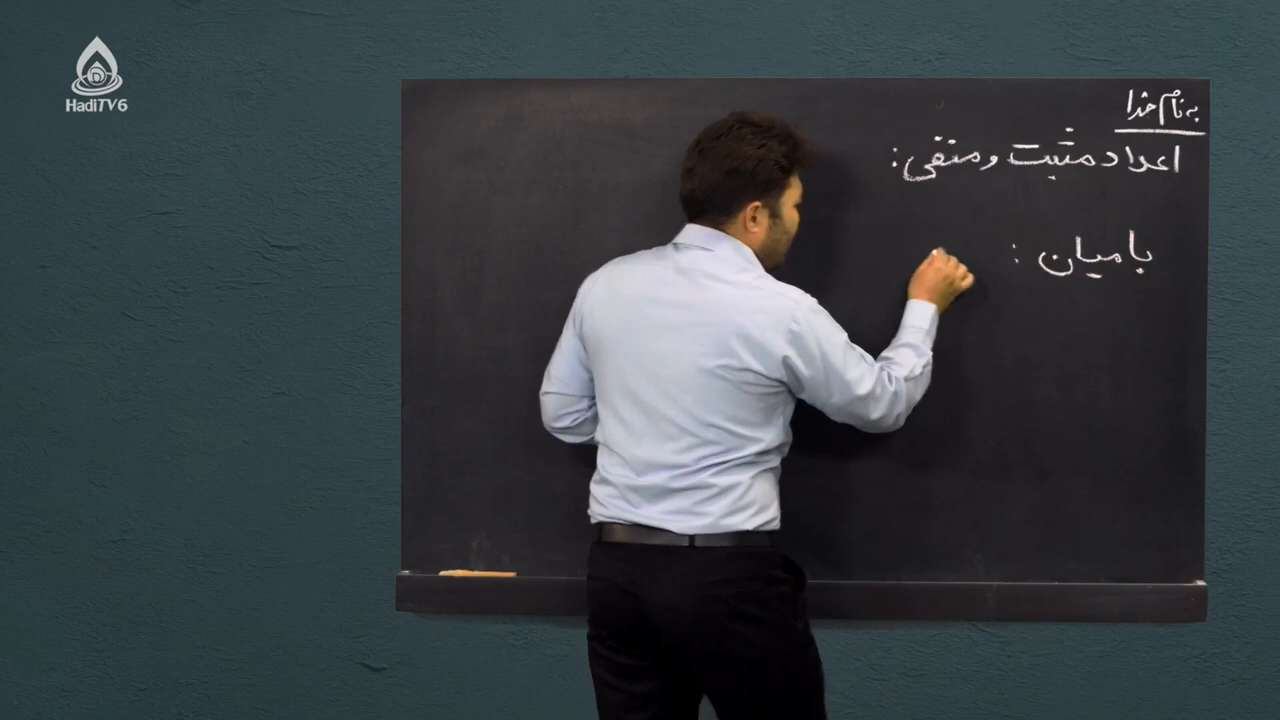 HadiTV6
به نام خدا
اعداد مثبت و منفی :
بامیان :